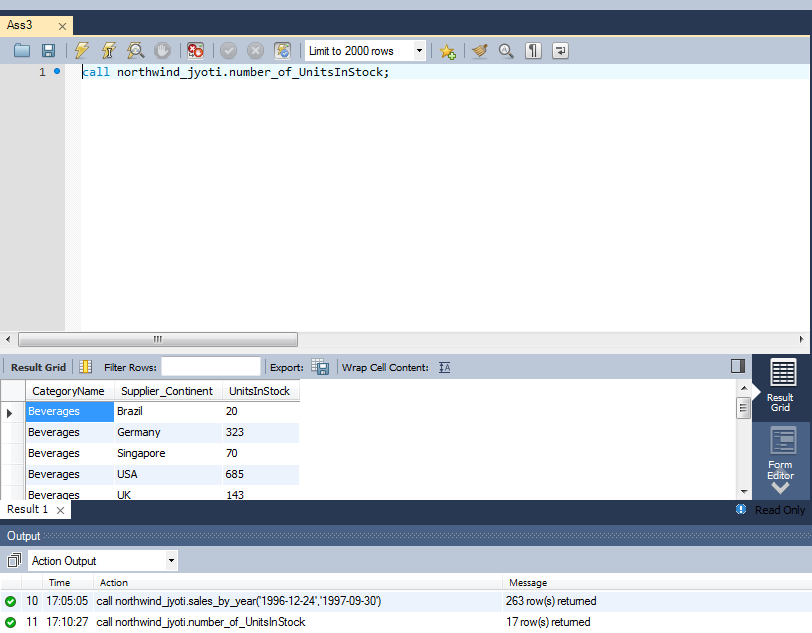 Ass3
Limit to 2000 rows
1 call northwind_jyoti.number_of_UnitsInStock;
Result Grid Filter Rows: Export: Wrap Cell Content:
CategoryName Supplier_Continent UnitsInStock
Beverages Brazil 20
Beverages Germany 323
Beverages Singapore 70
Beverages USA 685
Beverages UK 143
Result
Grid
Form
Editor
Result 1
Read Only
Output
Action Output
Time Action Message
10 17:05:05 call northwind_jyoti.sales_by_year('1996-12-24','1997-09-30') 263 row(s) returned
11 17:10:27 call northwind_jyoti.number_of_UnitsInStock 17 row(s) returned